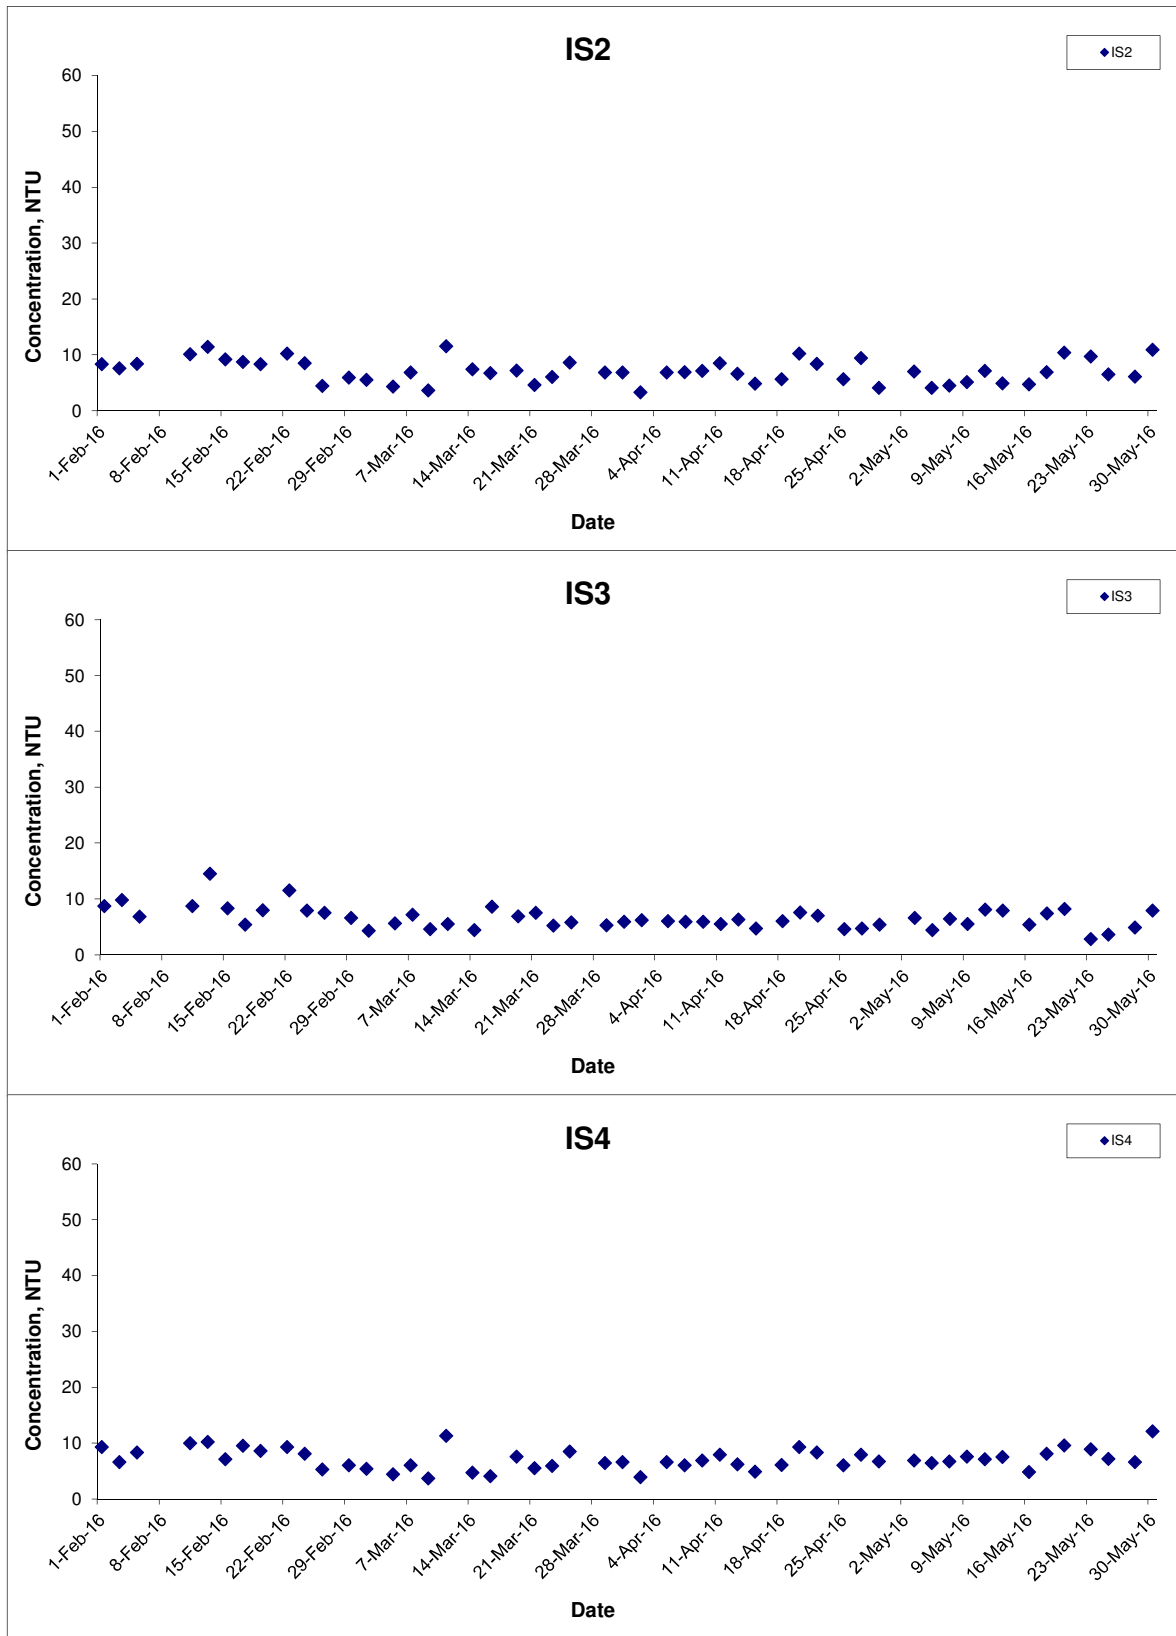 IS2
IS2
60
50
40
30
20
10
0
Concentration, NTU
1-Feb-16
8-Feb-16
15-Feb-16
22-Feb-16
29-Feb-16
7-Mar-16
14-Mar-16
21-Mar-16
28-Mar-16
4-Apr-16
11-Apr-16
18-Apr-16
25-Apr-16
2-May-16
9-May-16
16-May-16
23-May-16
30-May-16
Date
IS3
IS3
60
50
40
30
20
10
0
Concentration, NTU
1-Feb-16
8-Feb-16
15-Feb-16
22-Feb-16
29-Feb-16
7-Mar-16
14-Mar-16
21-Mar-16
28-Mar-16
4-Apr-16
11-Apr-16
18-Apr-16
25-Apr-16
2-May-16
9-May-16
16-May-16
23-May-16
30-May-16
Date
IS4
IS4
60
50
40
30
20
10
0
Concentration, NTU
1-Feb-16
8-Feb-16
15-Feb-16
22-Feb-16
29-Feb-16
7-Mar-16
14-Mar-16
21-Mar-16
28-Mar-16
4-Apr-16
11-Apr-16
18-Apr-16
25-Apr-16
2-May-16
9-May-16
16-May-16
23-May-16
30-May-16
Date